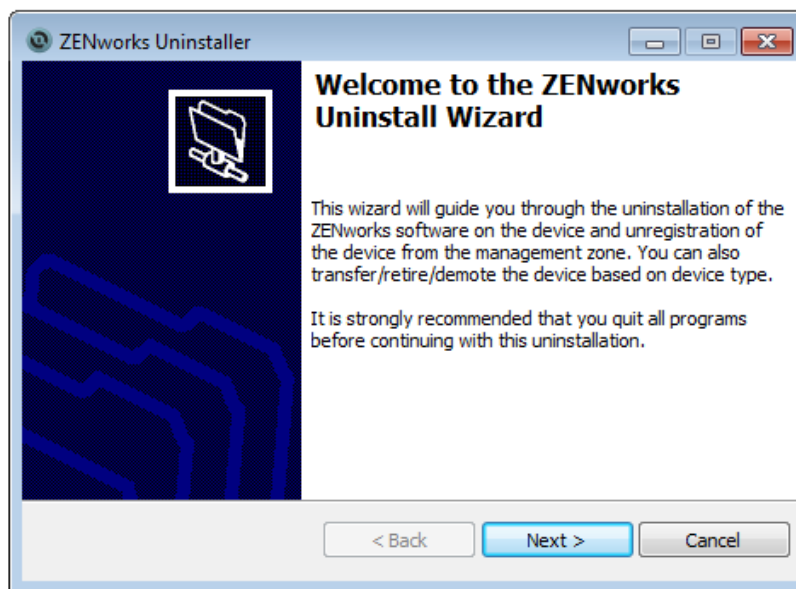 ZENworks Uninstaller
Welcome to the ZENworks
Uninstall Wizard
This wizard will guide you through the uninstallation of the
ZENworks software on the device and unregistration of
the device from the management zone. You can also
transfer/retire/demote the device based on device type.
It is strongly recommended that you quit all programs
before continuing with this uninstallation.
< Back
Next >
Cancel